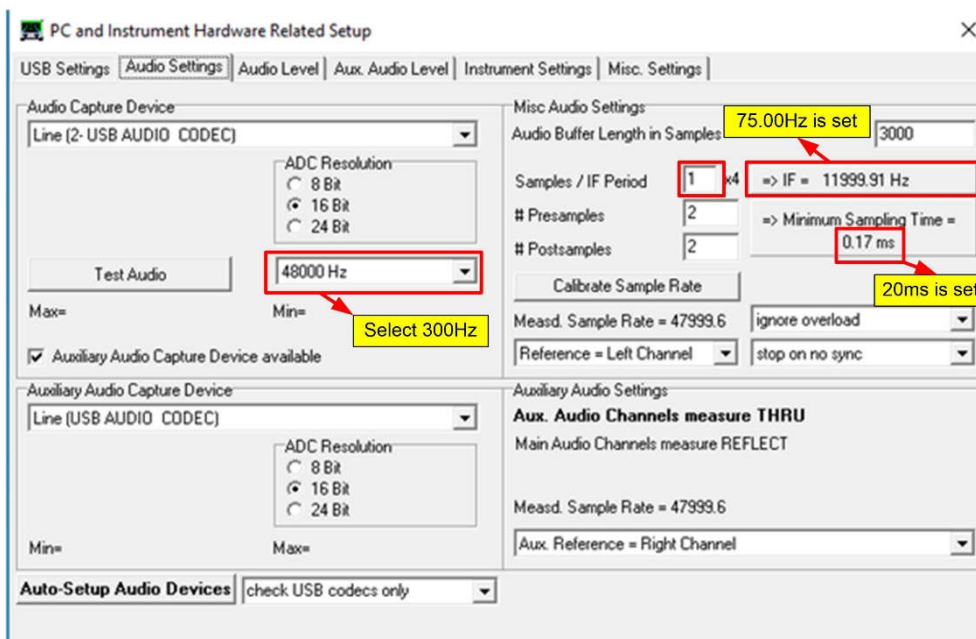 PC and Instrument Hardware Related Setup
USB Settings Audio Settings Audio Level Aux. Audio Level Instrument Settings Misc. Settings
Audio Capture Device
Line (2- USB AUDIO CODEC)
ADC Resolution
8 Bit
16 Bit
24 Bit
Test Audio
48000 Hz
Max=
Min=
Select 300Hz
Auxiliary Audio Capture Device available
Misc Audio Settings
75.00Hz is set
Audio Buffer Length in Samples
3000
Samples / IF Period
1
x4
=> IF = 11999.91 Hz
# Presamples
2
# Postsamples
2
=> Minimum Sampling Time =
0.17 ms
20ms is set
Calibrate Sample Rate
Measd. Sample Rate = 47999.6
ignore overload
Reference = Left Channel
stop on no sync
Auxiliary Audio Capture Device
Line (USB AUDIO CODEC)
ADC Resolution
8 Bit
16 Bit
24 Bit
Min=
Max=
Auxiliary Audio Settings
Aux. Audio Channels measure THRU
Main Audio Channels measure REFLECT
Measd. Sample Rate = 47999.6
Aux. Reference = Right Channel
Auto-Setup Audio Devices
check USB codecs only